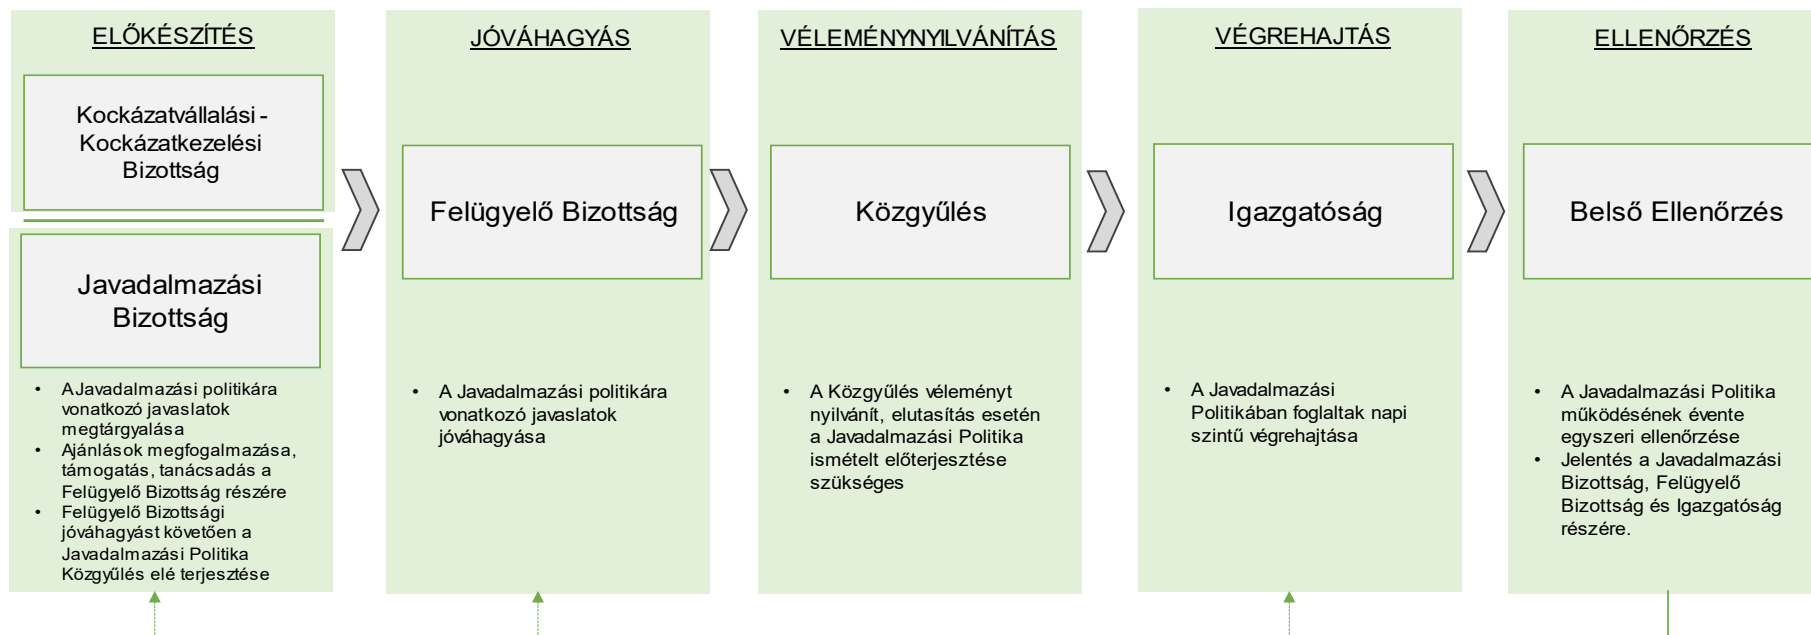 ELŐKÉSZÍTÉS
Kockázatvállalási -
Kockázatkezelési
Bizottság
Javadalmazási
Bizottság
• A Javadalmazási politikára
vonatkozó javaslatok
megtárgyalása
• Ajánlások megfogalmazása,
támogatás, tanácsadás a
Felügyelő Bizottság részére
• Felügyelő Bizottsági
jóváhagyást követően a
Javadalmazási Politika
Közgyűlés elé terjesztése
JÓVÁHAGYÁS
Felügyelő Bizottság
• A Javadalmazási politikára
vonatkozó javaslatok
jóváhagyása
VÉLEMÉNYNYILVÁNÍTÁS
Közgyűlés
• A Közgyűlés véleményt
nyilvánít, elutasítás esetén
a Javadalmazási Politika
ismételt előterjesztése
szükséges
VÉGREHAJTÁS
Igazgatóság
• A Javadalmazási
Politikában foglaltak napi
szintű végrehajtása
ELLENŐRZÉS
Belső Ellenőrzés
• A Javadalmazási Politika
működésének évente
egyszeri ellenőrzése
• Jelentés a Javadalmazási
Bizottság, Felügyelő
Bizottság és Igazgatóság
részére.